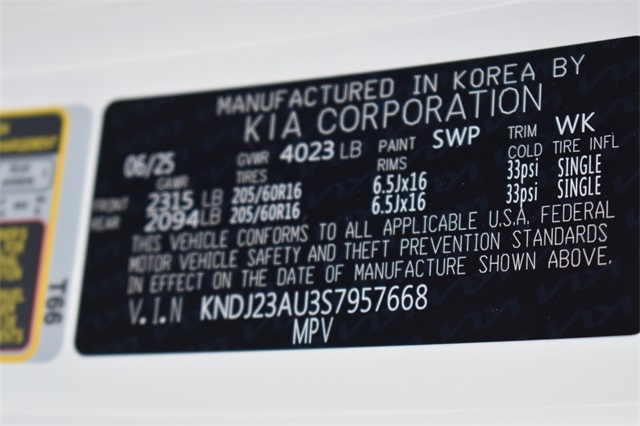 MANUFACTURED IN KOREA BY
KIA CORPORATION
06/25 GVWR 4023 LB PAINT SWP TRIM WK
GAWR TIRES RIMS COLD TIRE INFL
FRONT 2315 LB 205/60R16 6.5Jx16 33psi SINGLE
REAR 2094 LB 205/60R16 6.5Jx16 33psi SINGLE
THIS VEHICLE CONFORMS TO ALL APPLICABLE U.S.A. FEDERAL
MOTOR VEHICLE SAFETY AND THEFT PREVENTION STANDARDS
IN EFFECT ON THE DATE OF MANUFACTURE SHOWN ABOVE.
V.I.N KNDJ23AU3S7957668
MPV
T66